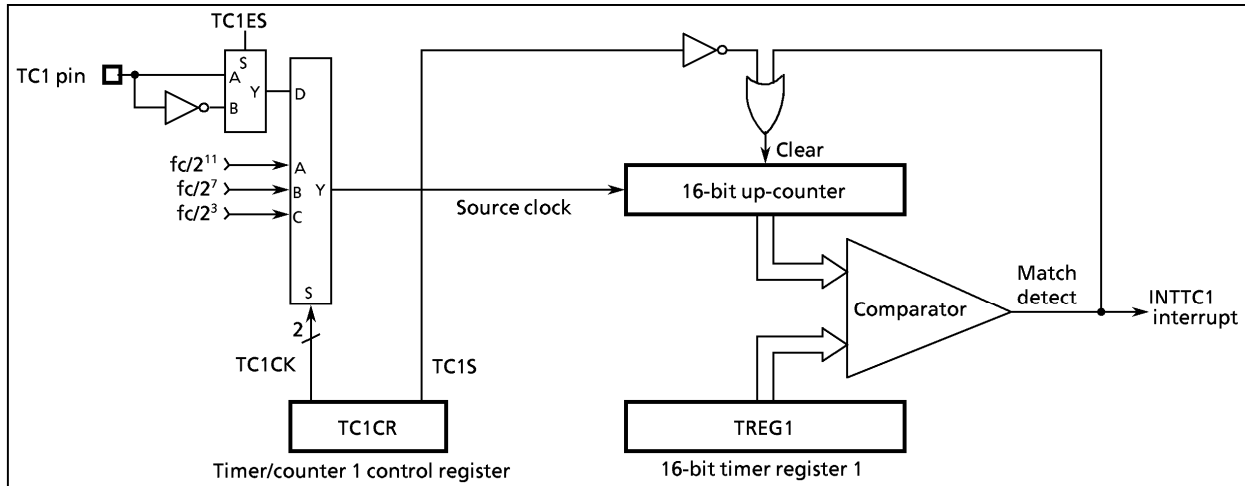 TC1ES
TC1 pin
S
A
Y
B
D
fc/2¹¹
A
fc/2⁷
B
Y
fc/2³
C
S
2
TC1CK
TC1S
Source clock
Clear
16-bit up-counter
Comparator
Match
detect
INTTC1
interrupt
TC1CR
TREG1
Timer/counter 1 control register
16-bit timer register 1